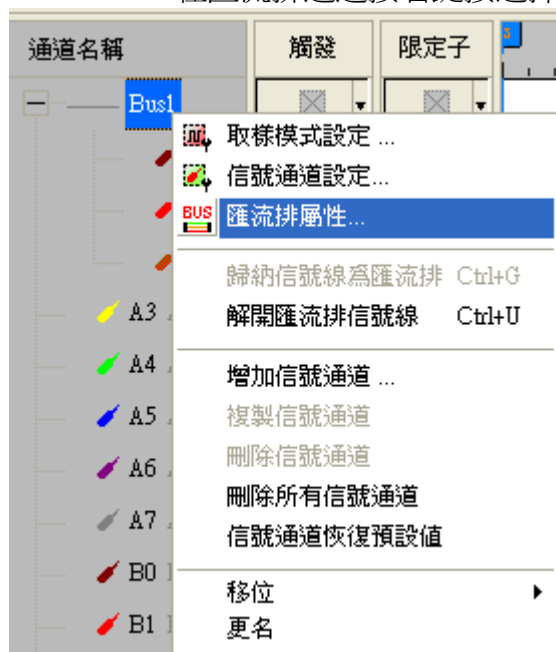 通道名稱 觸發 限定子
Bus1
取樣模式設定 ...
信號通道設定...
BUS 匯流排屬性...
歸納信號線爲匯流排 Ctrl+G
解開匯流排信號線 Ctrl+U
增加信號通道 ...
複製信號通道
刪除信號通道
刪除所有信號通道
信號通道恢復預設值
移位
更名
A3
A4
A5
A6
A7
B0
B1